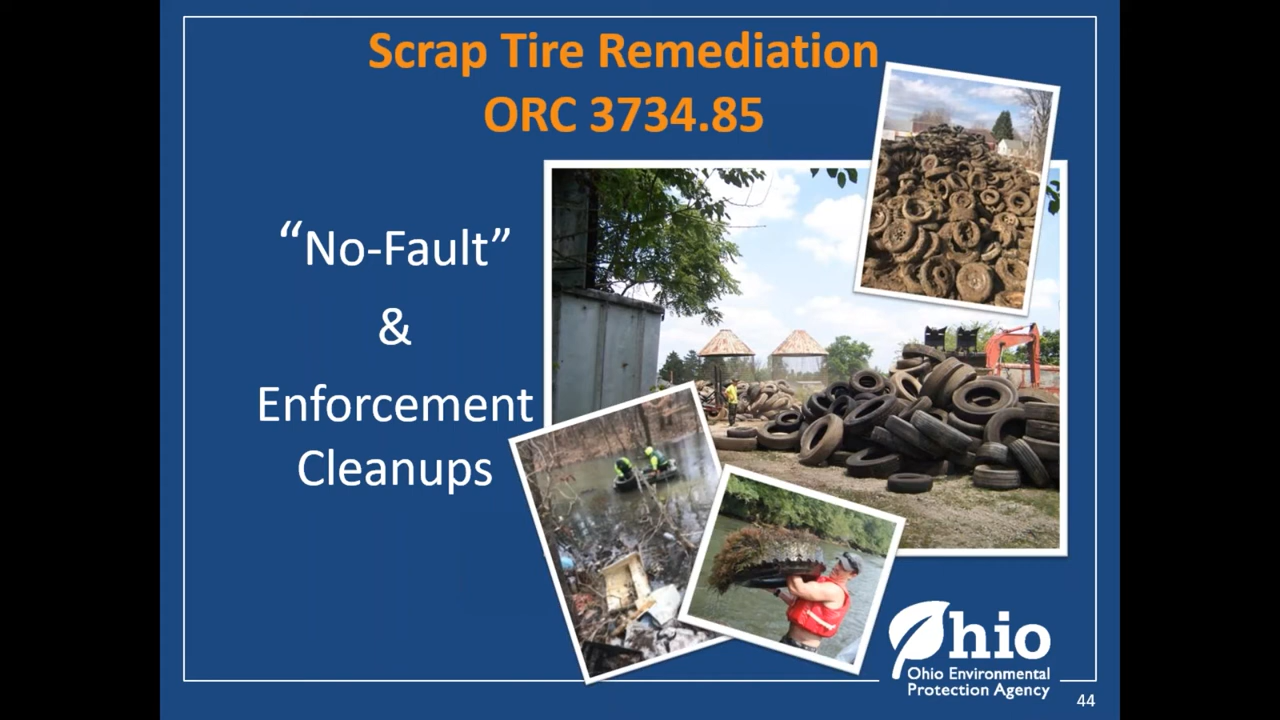 Scrap Tire Remediation
ORC 3734.85
“No-Fault”
&
Enforcement
Cleanups
Ohio
Ohio Environmental
Protection Agency
44